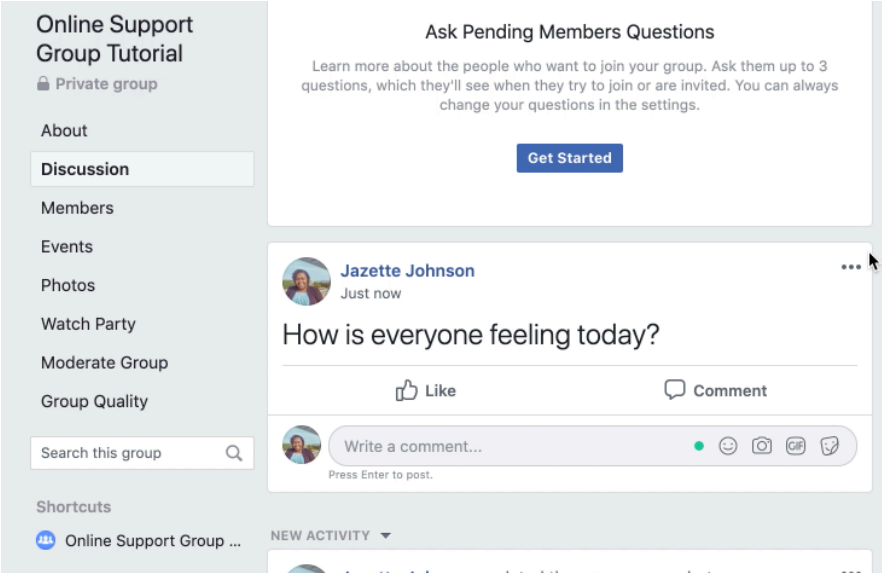 Online Support
Group Tutorial
Private group
About
Discussion
Members
Events
Photos
Watch Party
Moderate Group
Group Quality
Search this group
Shortcuts
Online Support Group ...
Ask Pending Members Questions
Learn more about the people who want to join your group. Ask them up to 3
questions, which they'll see when they try to join or are invited. You can always
change your questions in the settings.
Get Started
Jazette Johnson
Just now
How is everyone feeling today?
Like
Comment
Write a comment...
GIF
Press Enter to post.
NEW ACTIVITY